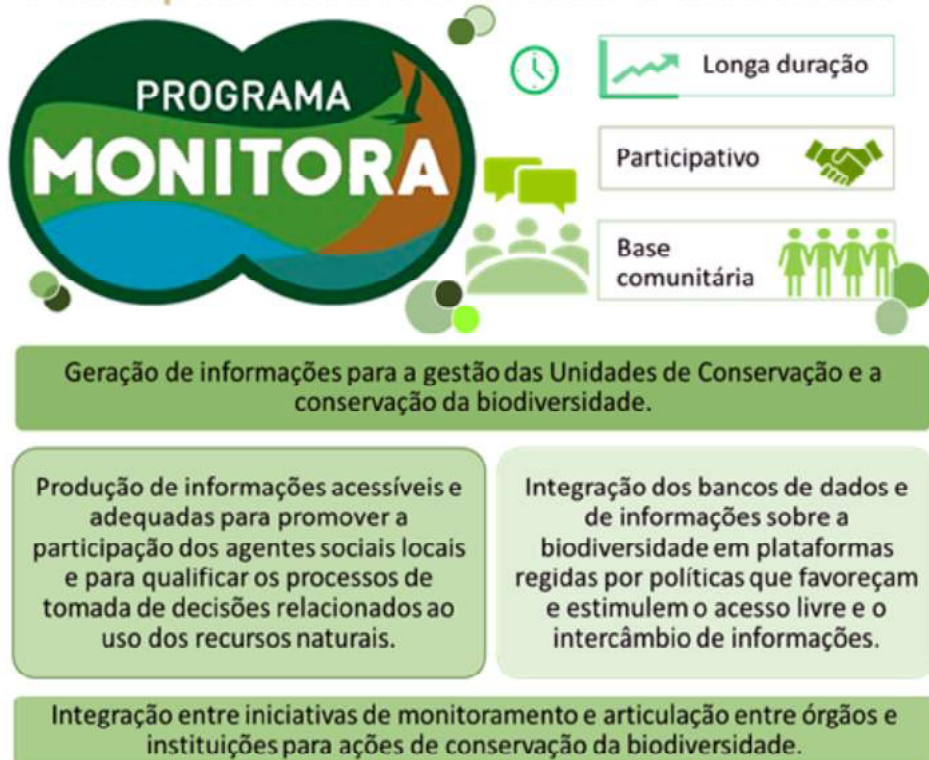 PROGRAMA
MONITORA
Longa duração
Participativo
Base
comunitária
Geração de informações para a gestão das Unidades de Conservação e a
conservação da biodiversidade.
Produção de informações acessíveis e
adequadas para promover a
participação dos agentes sociais locais
e para qualificar os processos de
tomada de decisões relacionados ao
uso dos recursos naturais.
Integração dos bancos de dados e
de informações sobre a
biodiversidade em plataformas
regidas por políticas que favoreçam
e estimulem o acesso livre e o
intercâmbio de informações.
Integração entre iniciativas de monitoramento e articulação entre órgãos e
instituições para ações de conservação da biodiversidade.